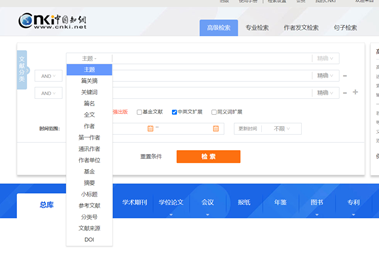 cnki 中国知网
www.cnki.net
高级检索 专业检索 作者发文检索 句子检索
文献分类
主题 精确
AND 精确
AND 精确
主题
篇关摘
关键词
篇名
全文
作者
第一作者
通讯作者
作者单位
基金
摘要
小标题
参考文献
分类号
文献来源
DOI
基金文献 中英文扩展 同义词扩展
时间范围： 更新时间 不限
重置条件 检索
总库 学术期刊 学位论文 会议 报纸 年鉴 图书 专利